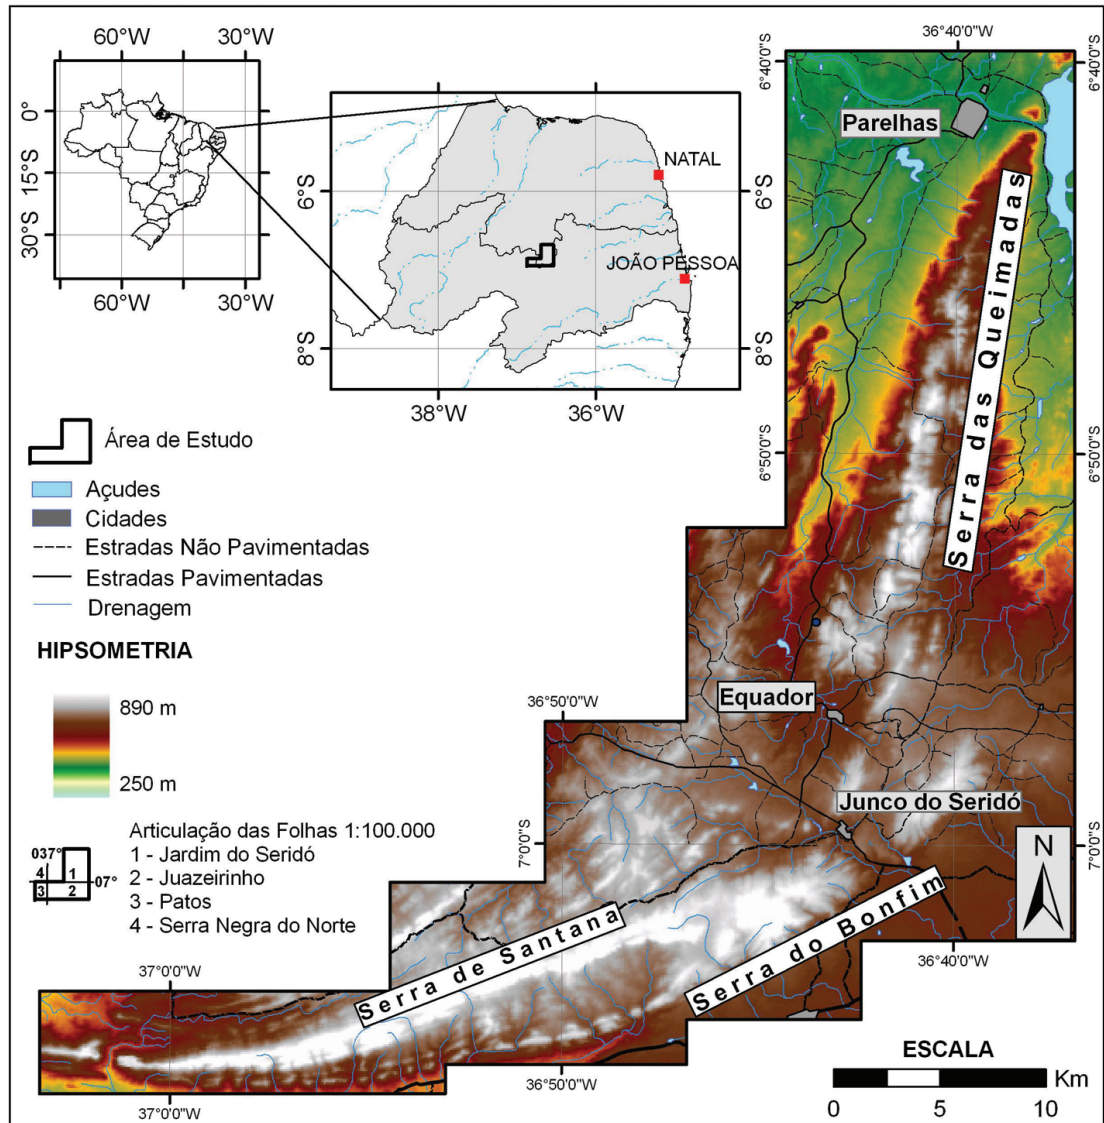 60°W
30°W
0°
15°S
30°S
60°W
30°W
6°S
8°S
38°W
36°W
NATAL
JOÃO PESSOA
36°40'0"W
6°40'0"S
6°40'0"S
Parelhas
Serra das Queimadas
6°50'0"S
6°50'0"S
Área de Estudo
Açudes
Cidades
Estradas Não Pavimentadas
Estradas Pavimentadas
Drenagem
HIPSOMETRIA
890 m
250 m
Articulação das Folhas 1:100.000
1 - Jardim do Seridó
2 - Juazeirinho
3 - Patos
4 - Serra Negra do Norte
037°
4
1
07°
3
2
36°50'0"W
Equador
Junco do Seridó
7°0'0"S
7°0'0"S
N
Serra de Santana
Serra do Bonfim
37°0'0"W
36°40'0"W
37°0'0"W
36°50'0"W
ESCALA
Km
0
5
10